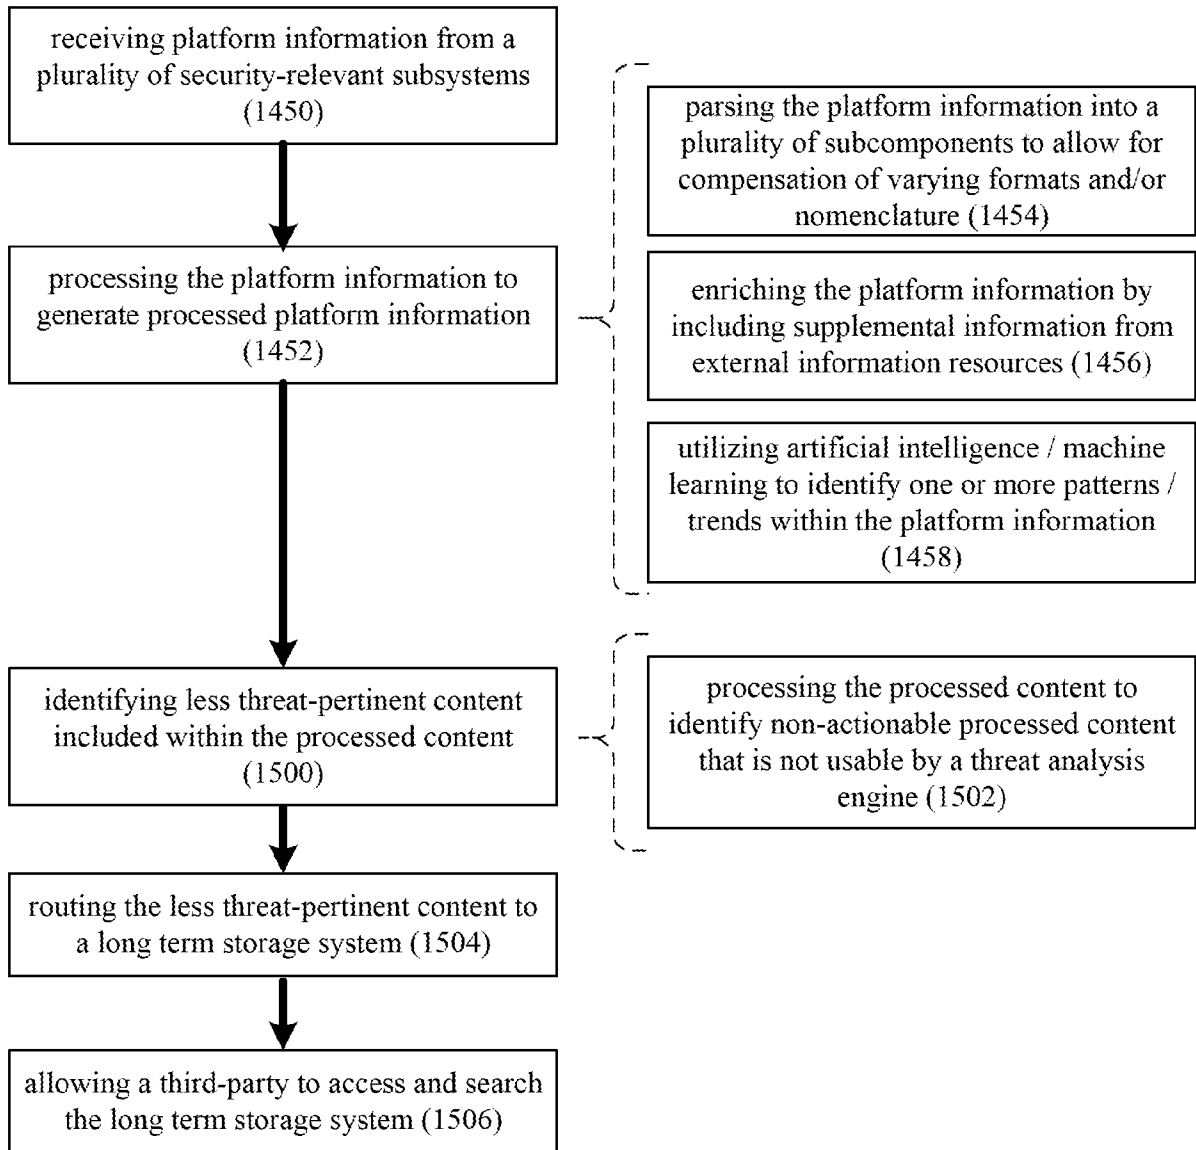 receiving platform information from a
plurality of security-relevant subsystems
(1450)
processing the platform information to
generate processed platform information
(1452)
parsing the platform information into a
plurality of subcomponents to allow for
compensation of varying formats and/or
nomenclature (1454)
enriching the platform information by
including supplemental information from
external information resources (1456)
utilizing artificial intelligence / machine
learning to identify one or more patterns /
trends within the platform information
(1458)
identifying less threat-pertinent content
included within the processed content
(1500)
processing the processed content to
identify non-actionable processed content
that is not usable by a threat analysis
engine (1502)
routing the less threat-pertinent content to
a long term storage system (1504)
allowing a third-party to access and search
the long term storage system (1506)